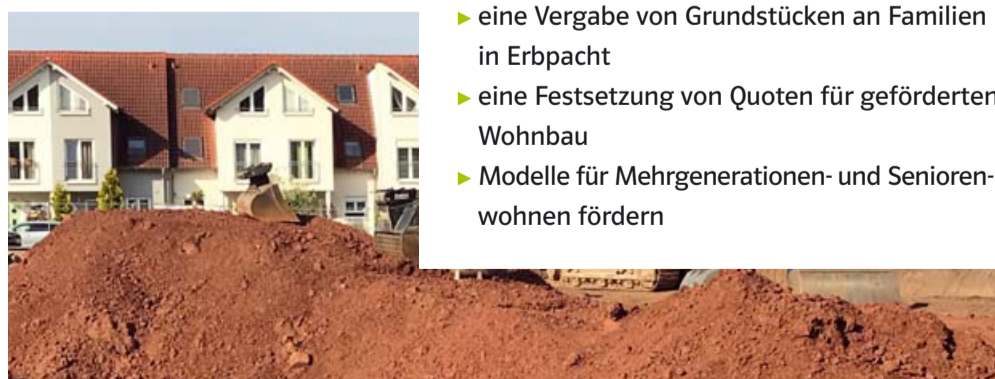 ▸ eine Vergabe von Grundstücken an Familien
in Erbpacht
▸ eine Festsetzung von Quoten für geförderten
Wohnbau
▸ Modelle für Mehrgenerationen- und Senioren-
wohnen fördern